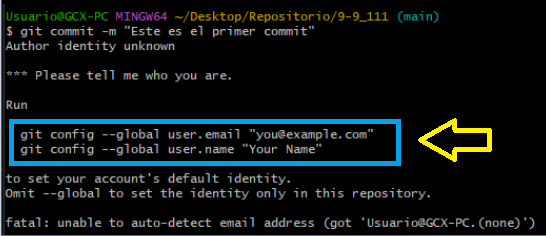 Usuario@GCX-PC MINGW64 ~/Desktop/Repositorio/9-9_111 (main)
$ git commit -m "Este es el primer commit"
Author identity unknown
*** Please tell me who you are.
Run
git config --global user.email "you@example.com"
git config --global user.name "Your Name"
to set your account's default identity.
Omit --global to set the identity only in this repository.
fatal: unable to auto-detect email address (got 'Usuario@GCX-PC.(none)')